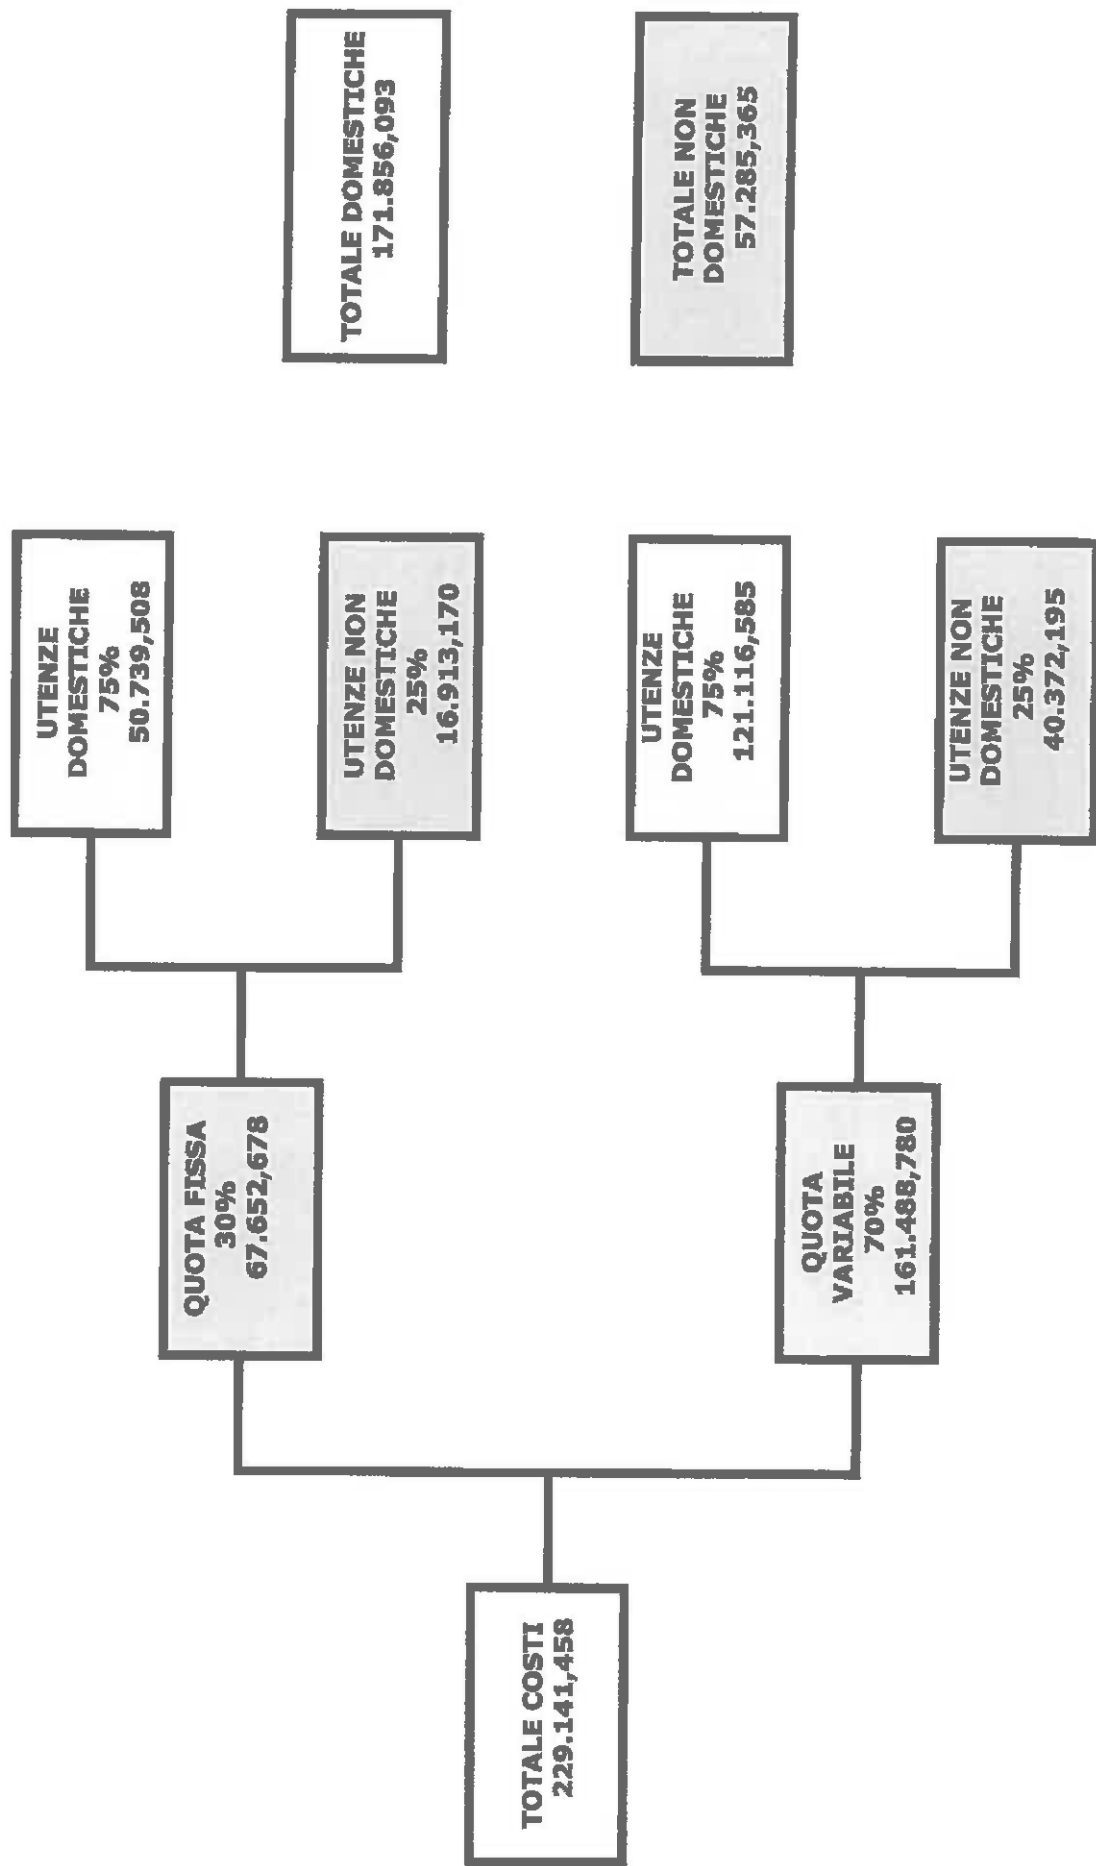 TOTALE COSTI
229.141,458
QUOTA FISSA
30%
67.652,678
QUOTA
VARIABILE
70%
161.488,780
UTENZE
DOMESTICHE
75%
50.739,508
UTENZE NON
DOMESTICHE
25%
16.913,170
UTENZE
DOMESTICHE
75%
121.116,585
UTENZE NON
DOMESTICHE
25%
40.372,195
TOTALE DOMESTICHE
171.856,093
TOTALE NON
DOMESTICHE
57.285,365